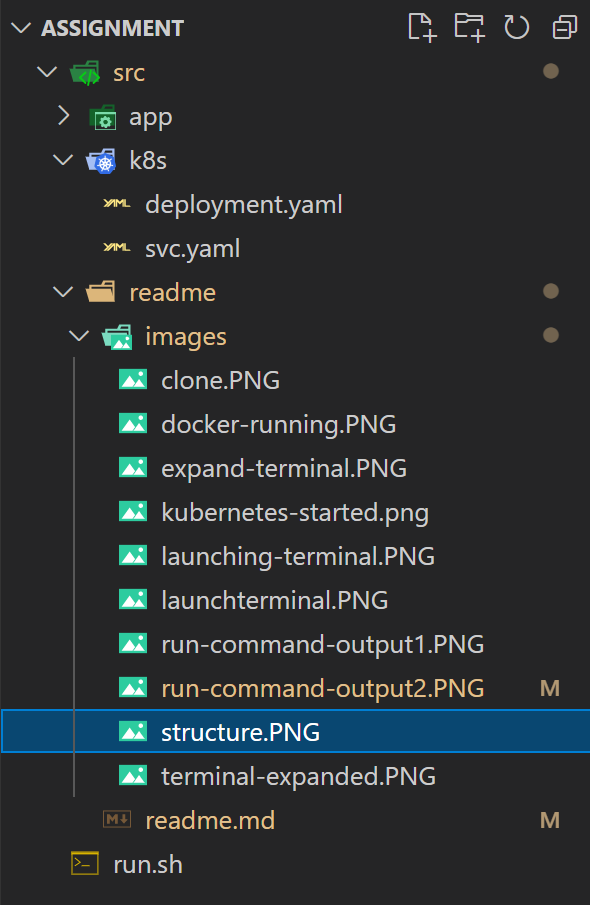 ASSIGNMENT
src
app
k8s
YAML deployment.yaml
YAML svc.yaml
readme
images
clone.PNG
docker-running.PNG
expand-terminal.PNG
kubernetes-started.png
launching-terminal.PNG
launchterminal.PNG
run-command-output1.PNG
run-command-output2.PNG M
structure.PNG
terminal-expanded.PNG
M readme.md M
run.sh